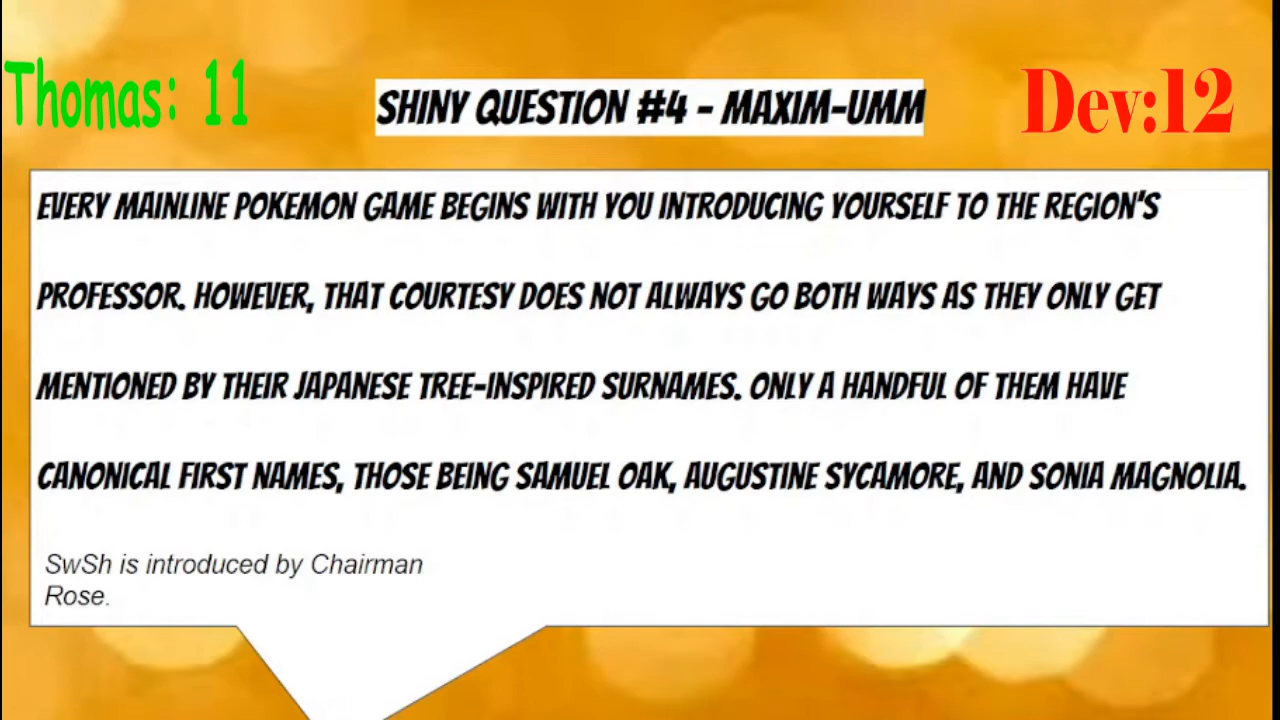 Thomas: 11
SHINY QUESTION #4 - MAXIM-UMM
Dev:12
EVERY MAINLINE POKEMON GAME BEGINS WITH YOU INTRODUCING YOURSELF TO THE REGION'S
PROFESSOR. HOWEVER, THAT COURTESY DOES NOT ALWAYS GO BOTH WAYS AS THEY ONLY GET
MENTIONED BY THEIR JAPANESE TREE-INSPIRED SURNAMES. ONLY A HANDFUL OF THEM HAVE
CANONICAL FIRST NAMES, THOSE BEING SAMUEL OAK, AUGUSTINE SYCAMORE, AND SONIA MAGNOLIA.
SwSh is introduced by Chairman
Rose.